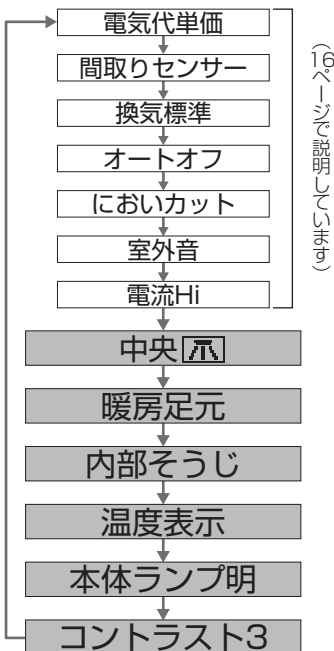 電気代単価
間取りセンサー
換気標準
オートオフ
においカット
室外音
電流Hi
(16ページで説明しています)
中央
暖房足元
内部そうじ
温度表示
本体ランプ明
コントラスト3